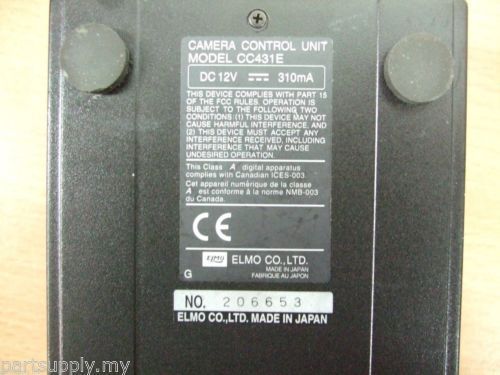 CAMERA CONTROL UNIT
MODEL CC431E
DC 12V 310mA
THIS DEVICE COMPLIES WITH PART 15
OF THE FCC RULES. OPERATION IS
SUBJECT TO THE FOLLOWING TWO
CONDITIONS (1) THIS DEVICE MAY NOT
CAUSE HARMFUL INTERFERENCE, AND
(2) THIS DEVICE MUST ACCEPT ANY
INTERFERENCE RECEIVED, INCLUDING
INTERFERENCE THAT MAY CAUSE
UNDESIRED OPERATION.
This Class A digital apparatus
complies with Canadian ICES-003
Cet appareil numérique de la classe
A est conforme à la norme NMB-003
du Canada.
CE
ELMO ELMO CO.,LTD.
MADE IN JAPAN
G FABRIQUE AU JAPON
NO. 206653
ELMO CO.,LTD. MADE IN JAPAN
partsupply.my